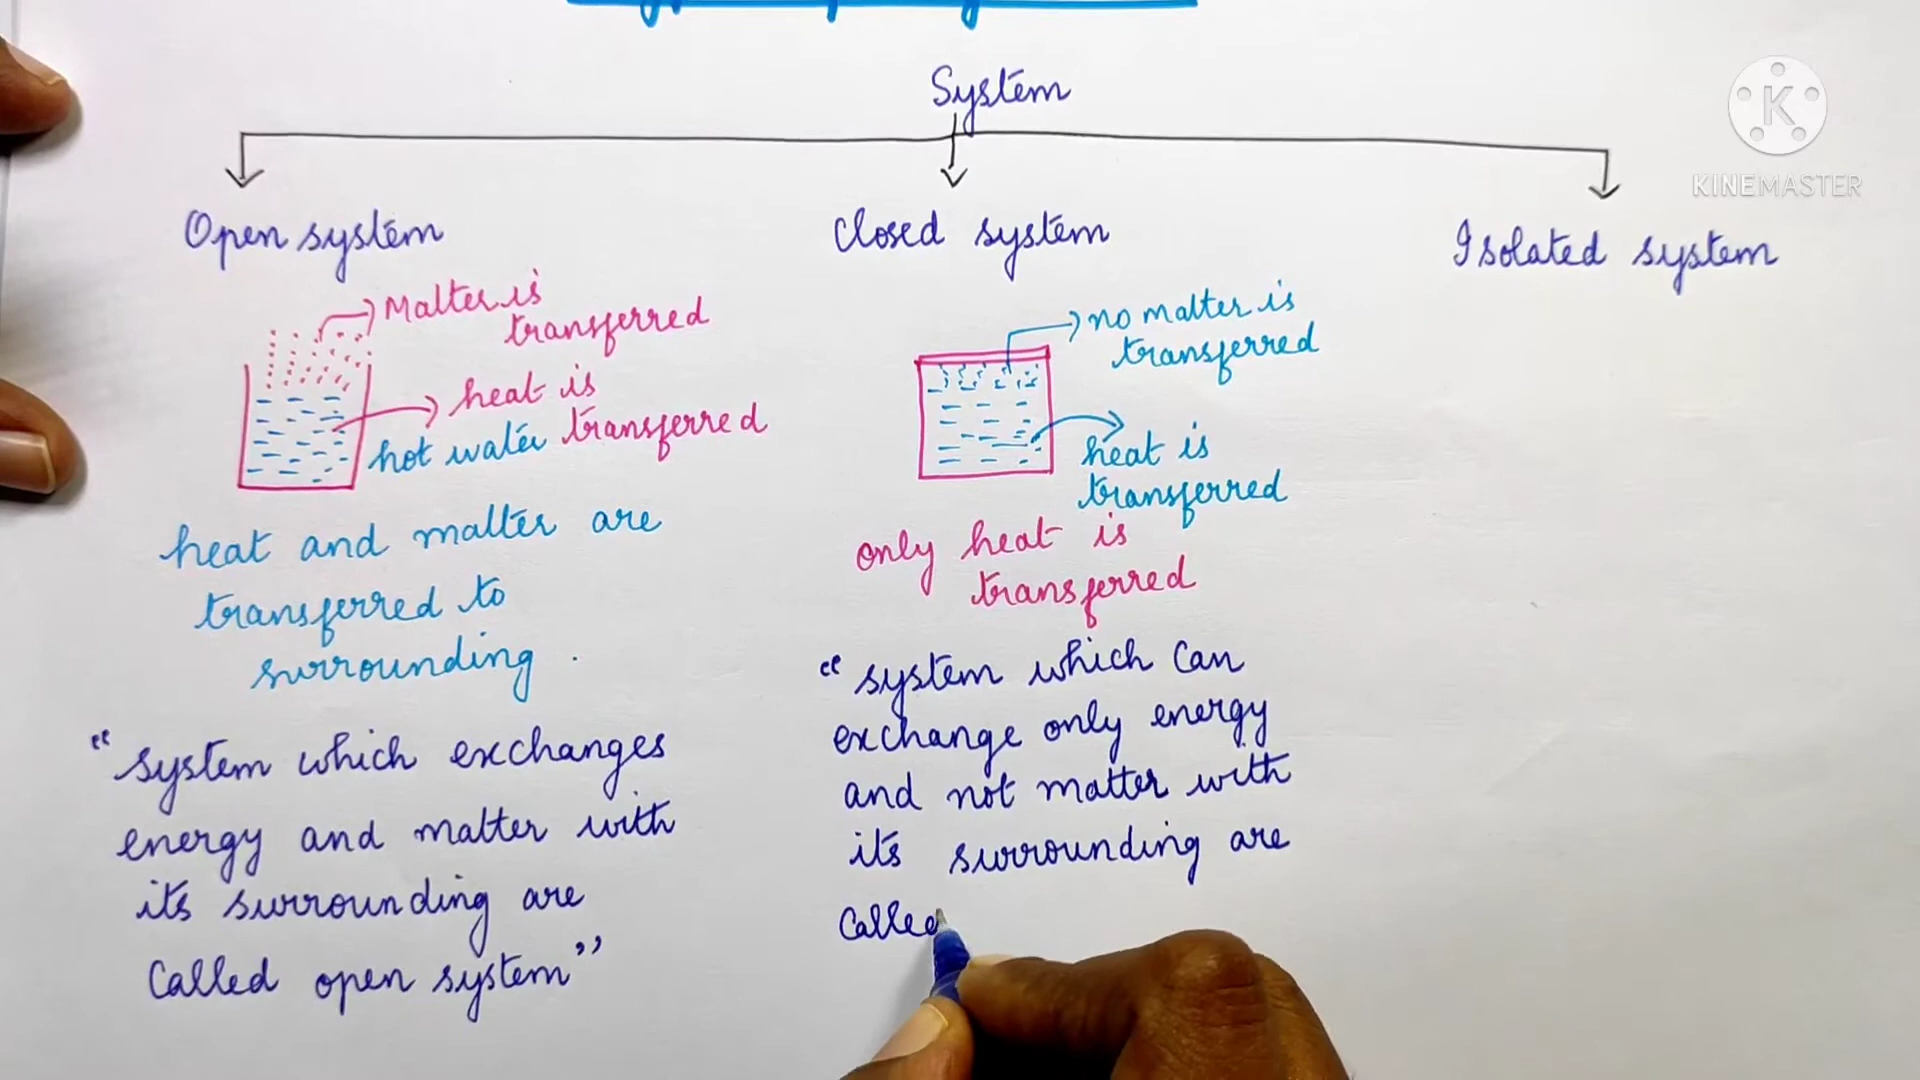 System
Open system
Closed system
Isolated system
Matter is
transferred
heat is
transferred
hot water
heat and matter are
transferred to
surrounding .
"system which exchanges
energy and matter with
its surrounding are
Called open system"
no matter is
transferred
heat is
transferred
only heat is
transferred
"system which can
exchange only energy
and not matter with
its surrounding are
Called
K
KINEMASTER